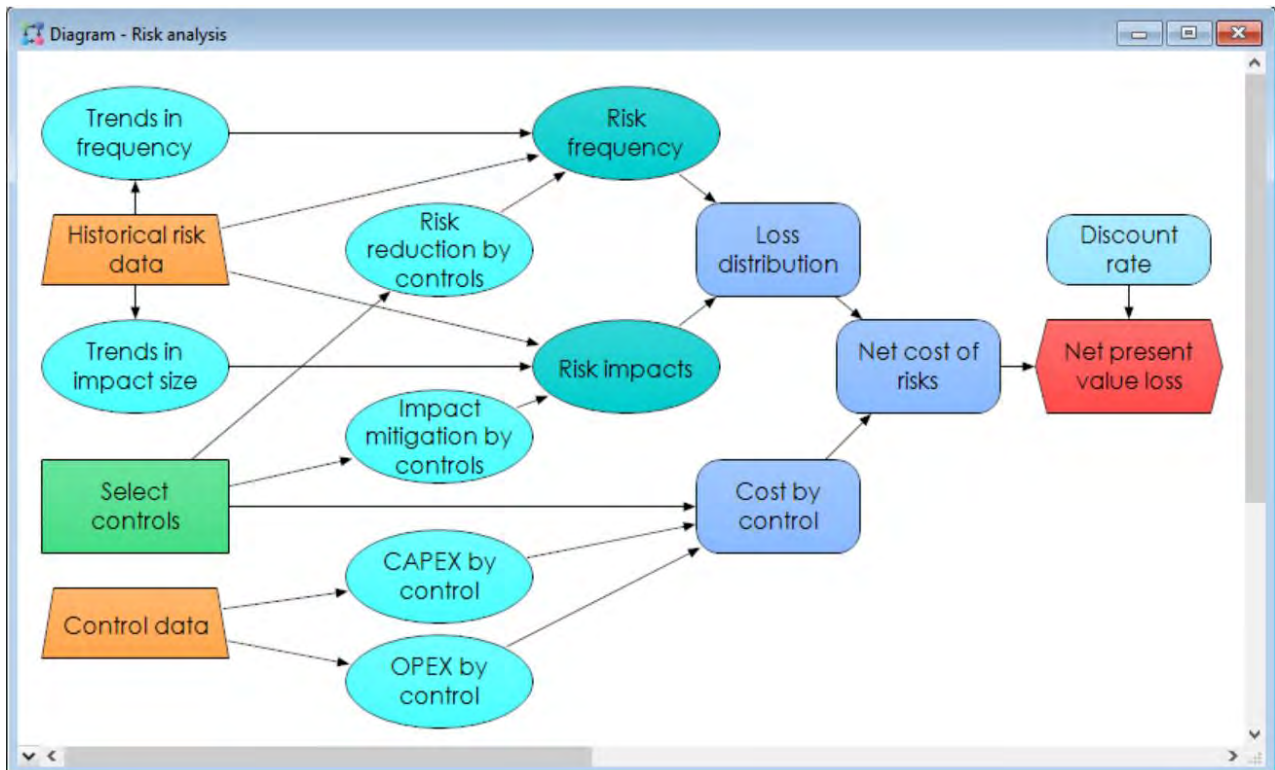 Diagram - Risk analysis
Trends in
frequency
Risk
frequency
Historical risk
data
Risk
reduction by
controls
Loss
distribution
Discount
rate
Trends in
impact size
Risk impacts
Net cost of
risks
Net present
value loss
Impact
mitigation by
controls
Select
controls
Cost by
control
CAPEX by
control
Control data
OPEX by
control